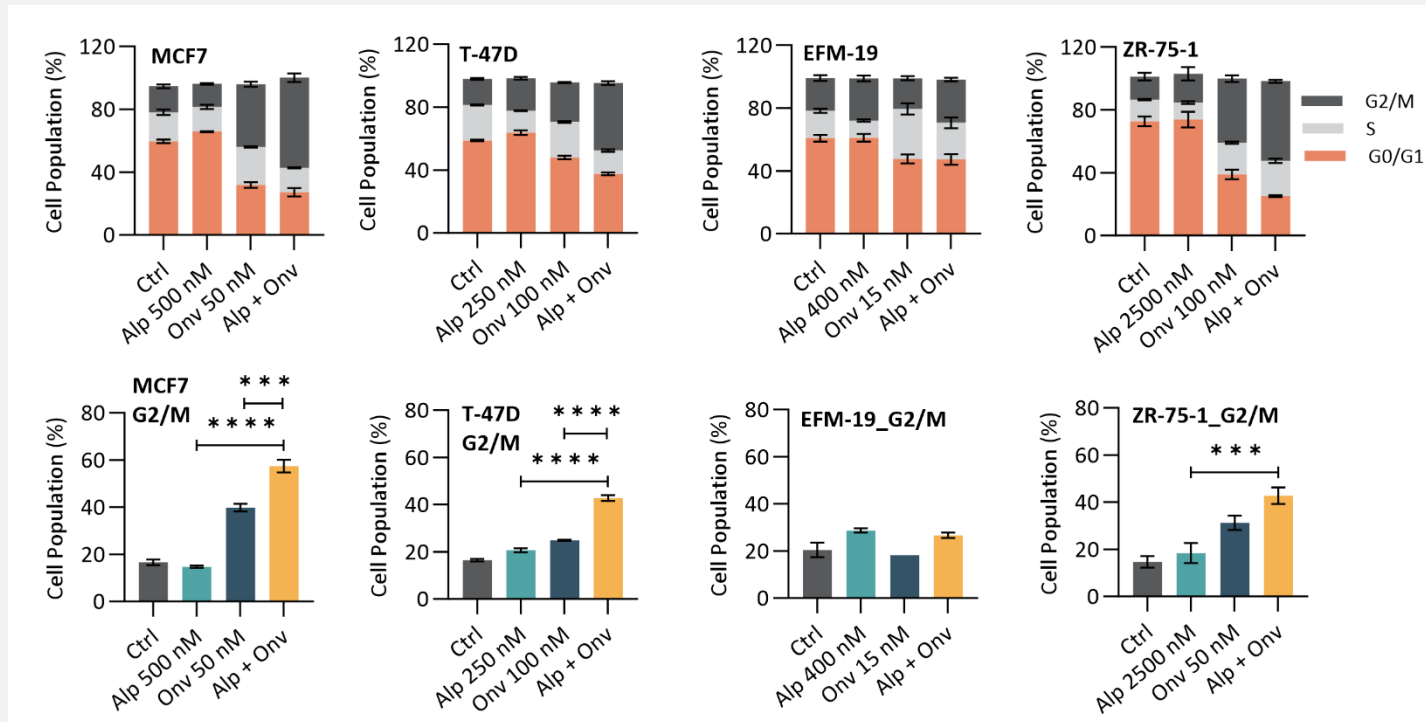 MCF7
Cell Population (%)
120
80
40
0
Ctrl
Alp 500 nM
Onv 50 nM
Alp + Onv
T-47D
Cell Population (%)
120
80
40
0
Ctrl
Alp 250 nM
Onv 100 nM
Alp + Onv
EFM-19
Cell Population (%)
120
80
40
0
Ctrl
Alp 400 nM
Onv 15 nM
Alp + Onv
ZR-75-1
Cell Population (%)
120
80
40
0
Ctrl
Alp 2500 nM
Onv 100 nM
Alp + Onv
G2/M
S
G0/G1
MCF7
G2/M
* * *
* * * *
Cell Population (%)
80
60
40
20
0
Ctrl
Alp 500 nM
Onv 50 nM
Alp + Onv
T-47D
G2/M
* * * *
* * * *
Cell Population (%)
80
60
40
20
0
Ctrl
Alp 250 nM
Onv 100 nM
Alp + Onv
EFM-19_G2/M
Cell Population (%)
80
60
40
20
0
Ctrl
Alp 400 nM
Onv 15 nM
Alp + Onv
ZR-75-1_G2/M
* * *
Cell Population (%)
80
60
40
20
0
Ctrl
Alp 2500 nM
Onv 50 nM
Alp + Onv